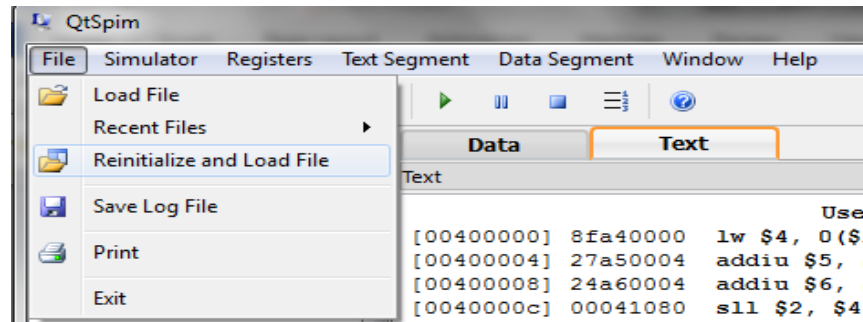 QtSpim
File Simulator Registers Text Segment Data Segment Window Help
Load File
Recent Files
Reinitialize and Load File
Save Log File
Print
Exit
Data Text
Text
Use
[00400000] 8fa40000 lw $4, 0($
[00400004] 27a50004 addiu $5,
[00400008] 24a60004 addiu $6,
[0040000c] 00041080 sll $2, $4